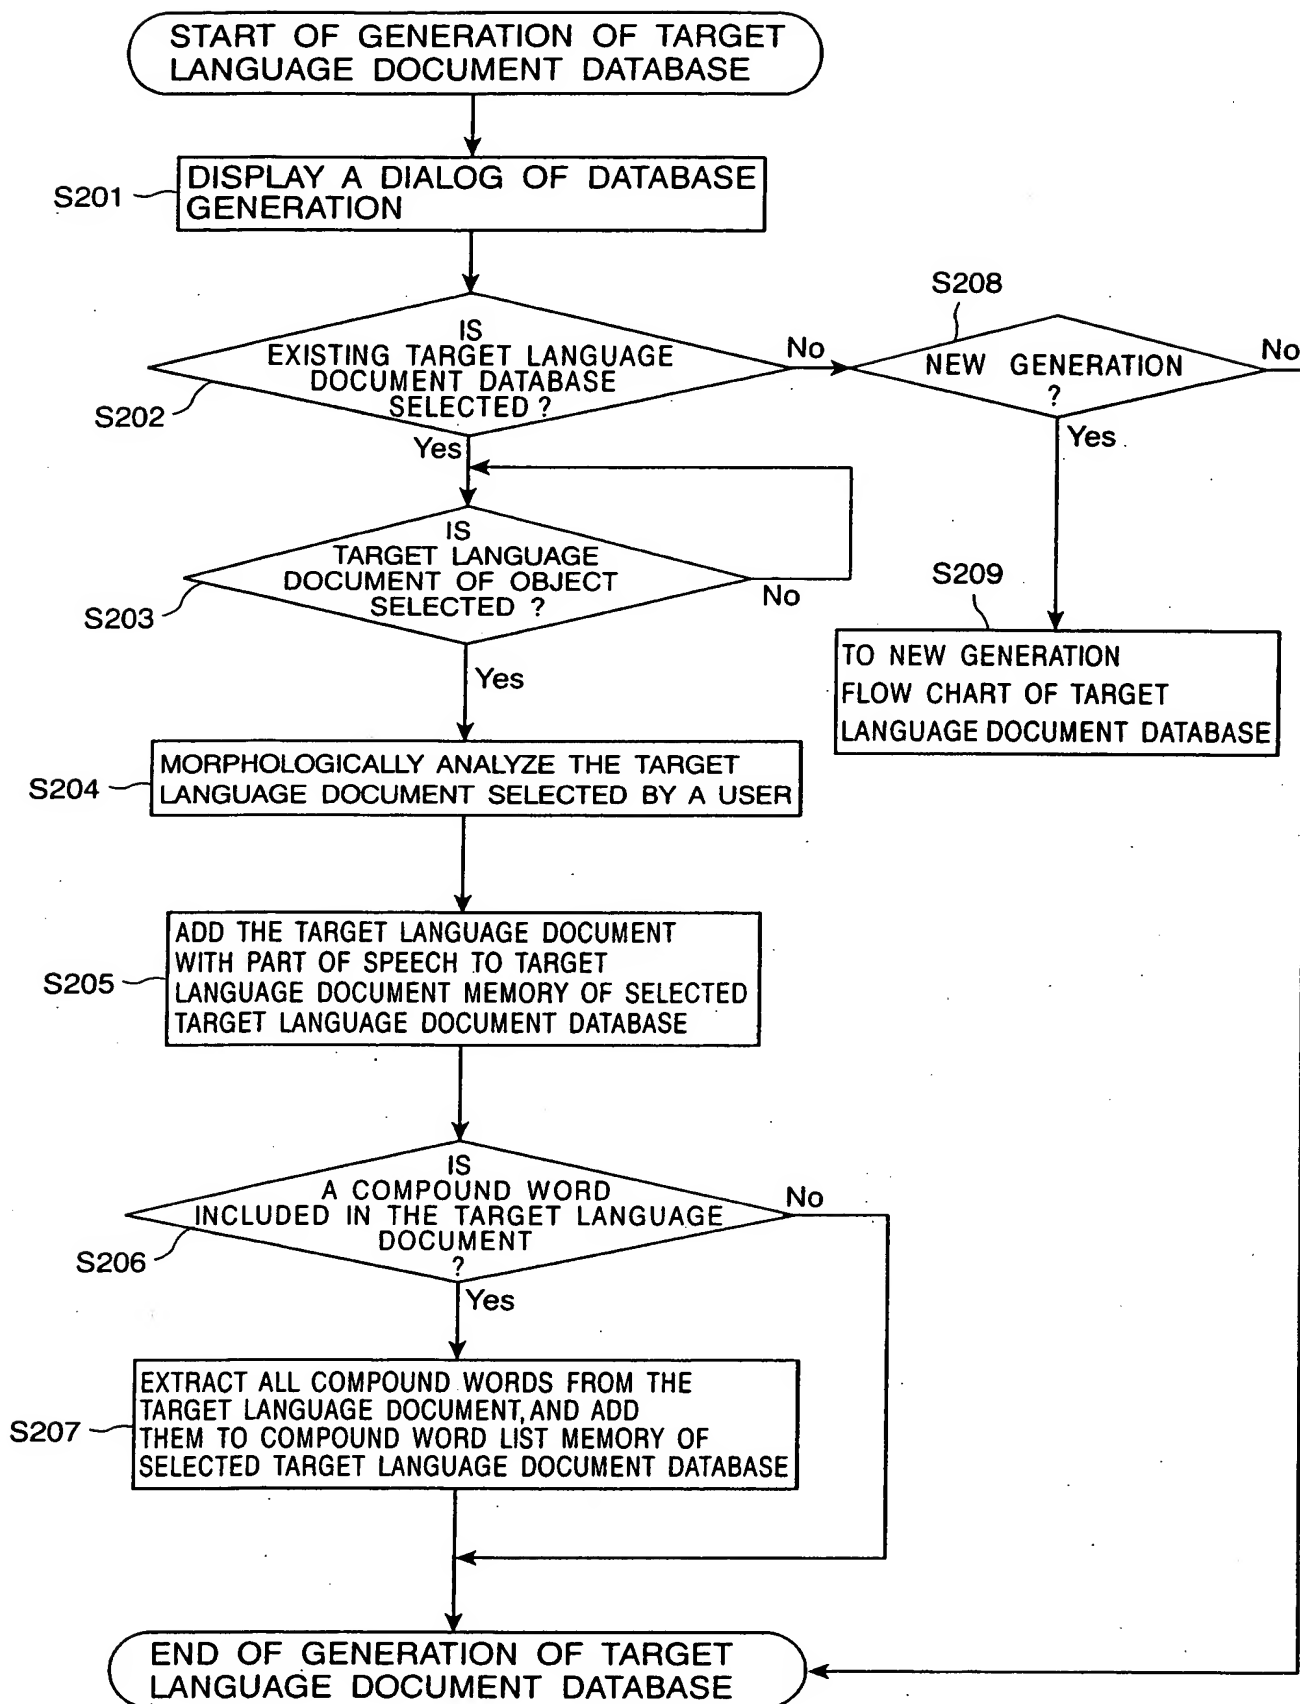 START OF GENERATION OF TARGET
LANGUAGE DOCUMENT DATABASE
S201
DISPLAY A DIALOG OF DATABASE
GENERATION
S202
IS
EXISTING TARGET LANGUAGE
DOCUMENT DATABASE
SELECTED ?
No
Yes
S208
NEW GENERATION
?
No
Yes
S203
IS
TARGET LANGUAGE
DOCUMENT OF OBJECT
SELECTED ?
No
Yes
S209
TO NEW GENERATION
FLOW CHART OF TARGET
LANGUAGE DOCUMENT DATABASE
S204
MORPHOLOGICALLY ANALYZE THE TARGET
LANGUAGE DOCUMENT SELECTED BY A USER
S205
ADD THE TARGET LANGUAGE DOCUMENT
WITH PART OF SPEECH TO TARGET
LANGUAGE DOCUMENT MEMORY OF SELECTED
TARGET LANGUAGE DOCUMENT DATABASE
S206
IS
A COMPOUND WORD
INCLUDED IN THE TARGET LANGUAGE
DOCUMENT
?
No
Yes
S207
EXTRACT ALL COMPOUND WORDS FROM THE
TARGET LANGUAGE DOCUMENT, AND ADD
THEM TO COMPOUND WORD LIST MEMORY OF
SELECTED TARGET LANGUAGE DOCUMENT DATABASE
END OF GENERATION OF TARGET
LANGUAGE DOCUMENT DATABASE